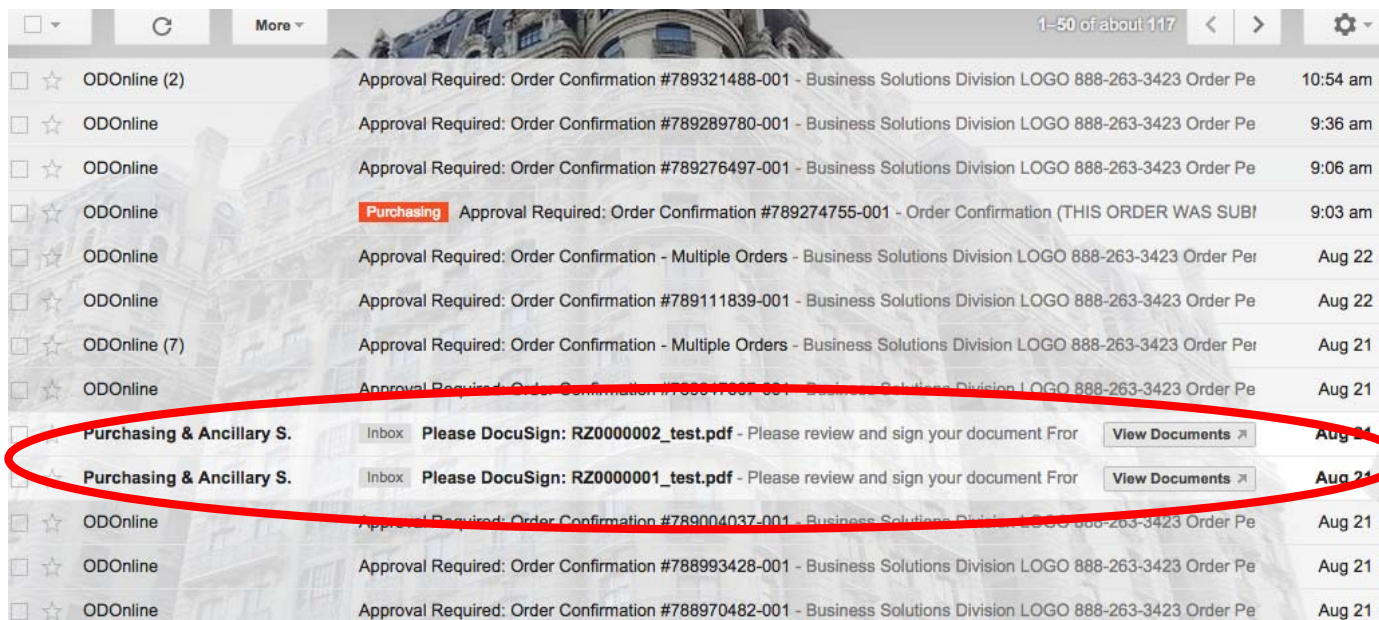 More 1–50 of about 117
ODOnline (2) Approval Required: Order Confirmation #789321488-001 - Business Solutions Division LOGO 888-263-3423 Order Pe 10:54 am
ODOnline Approval Required: Order Confirmation #789289780-001 - Business Solutions Division LOGO 888-263-3423 Order Pe 9:36 am
ODOnline Approval Required: Order Confirmation #789276497-001 - Business Solutions Division LOGO 888-263-3423 Order Pe 9:06 am
ODOnline Purchasing Approval Required: Order Confirmation #789274755-001 - Order Confirmation (THIS ORDER WAS SUBM 9:03 am
ODOnline Approval Required: Order Confirmation - Multiple Orders - Business Solutions Division LOGO 888-263-3423 Order Per Aug 22
ODOnline Approval Required: Order Confirmation #789111839-001 - Business Solutions Division LOGO 888-263-3423 Order Pe Aug 22
ODOnline (7) Approval Required: Order Confirmation - Multiple Orders - Business Solutions Division LOGO 888-263-3423 Order Per Aug 21
ODOnline Approval Required: Order Confirmation - Business Solutions Division LOGO 888-263-3423 Order Pe Aug 21
Purchasing & Ancillary S. Inbox Please DocuSign: RZ0000002_test.pdf - Please review and sign your document Fror View Documents Aug 21
Purchasing & Ancillary S. Inbox Please DocuSign: RZ0000001_test.pdf - Please review and sign your document Fror View Documents Aug 21
ODOnline Approval Required: Order Confirmation #789004037-001 - Business Solutions Division LOGO 888-263-3423 Order Pe Aug 21
ODOnline Approval Required: Order Confirmation #788993428-001 - Business Solutions Division LOGO 888-263-3423 Order Pe Aug 21
ODOnline Approval Required: Order Confirmation #788970482-001 - Business Solutions Division LOGO 888-263-3423 Order Pe Aug 21